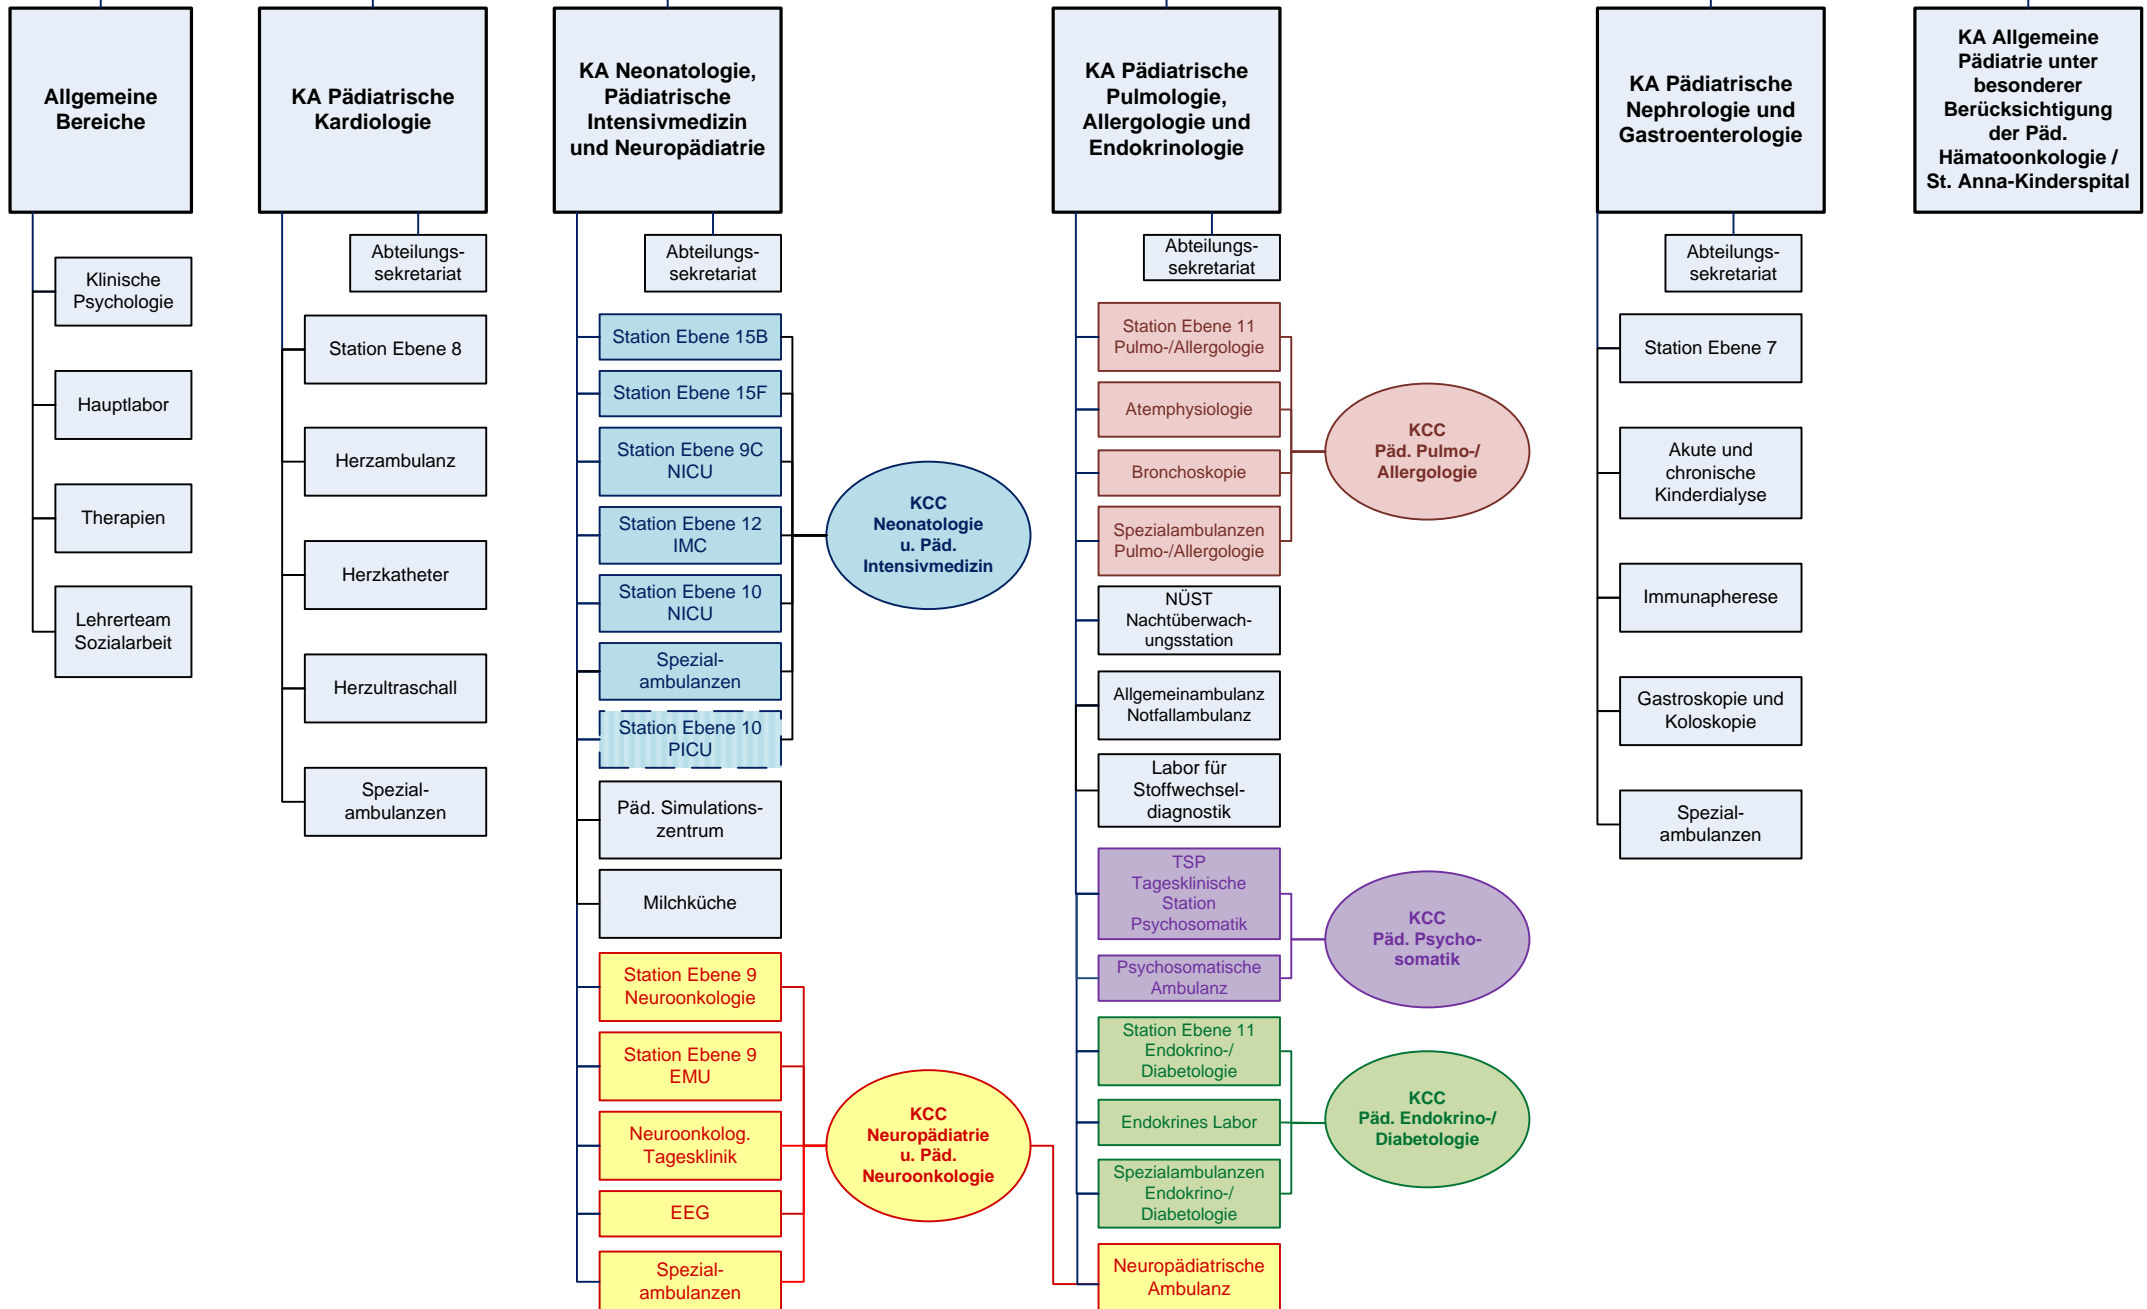 Allgemeine
Bereiche
Klinische
Psychologie
Hauptlabor
Therapien
Lehrerteam
Sozialarbeit
KA Pädiatrische
Kardiologie
Abteilungs-
sekretariat
Station Ebene 8
Herzambulanz
Herzkatheter
Herzultraschall
Spezial-
ambulanzen
KA Neonatologie,
Pädiatrische
Intensivmedizin
und Neuropädiatrie
Abteilungs-
sekretariat
Station Ebene 15B
Station Ebene 15F
Station Ebene 9C
NICU
Station Ebene 12
IMC
Station Ebene 10
NICU
Spezial-
ambulanzen
Station Ebene 10
PICU
KCC
Neonatologie
u. Päd.
Intensivmedizin
Päd. Simulations-
zentrum
Milchküche
Station Ebene 9
Neuroonkologie
Station Ebene 9
EMU
Neuroonkolog.
Tagesklinik
EEG
Spezial-
ambulanzen
KCC
Neuropädiatrie
u. Päd.
Neuroonkologie
KA Pädiatrische
Pulmologie,
Allergologie und
Endokrinologie
Abteilungs-
sekretariat
Station Ebene 11
Pulmo-/Allergologie
Atemphysiologie
Bronchoskopie
Spezialambulanzen
Pulmo-/Allergologie
KCC
Päd. Pulmo-/
Allergologie
NÜST
Nachtüberwach-
ungsstation
Allgemeinambulanz
Notfallambulanz
Labor für
Stoffwechsel-
diagnostik
TSP
Tagesklinische
Station
Psychosomatik
Psychosomatische
Ambulanz
KCC
Päd. Psycho-
somatik
Station Ebene 11
Endokrino-/
Diabetologie
Endokrines Labor
Spezialambulanzen
Endokrino-/
Diabetologie
KCC
Päd. Endokrino-/
Diabetologie
Neuropädiatrische
Ambulanz
KA Pädiatrische
Nephrologie und
Gastroenterologie
Abteilungs-
sekretariat
Station Ebene 7
Akute und
chronische
Kinderdialyse
Immunapherese
Gastroskopie und
Koloskopie
Spezial-
ambulanzen
KA Allgemeine
Pädiatrie unter
besonderer
Berücksichtigung
der Päd.
Hämatoonkologie /
St. Anna-Kinderspital